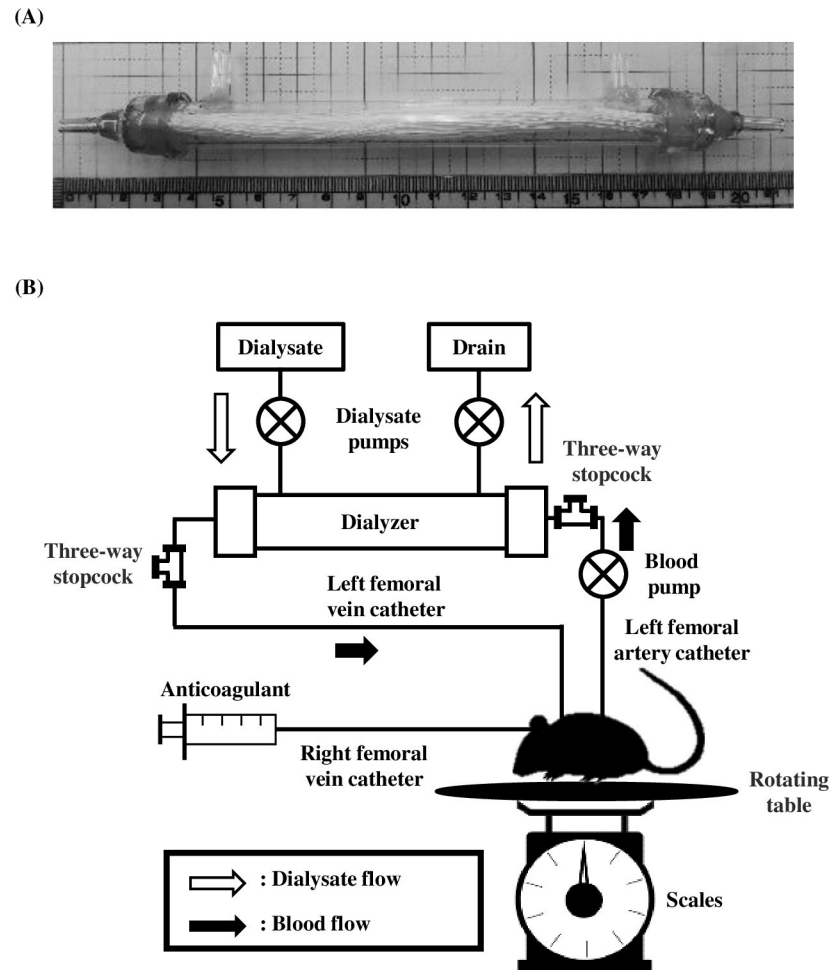 (A)
0 1 2 3 4 5 6 7 8 9 10 11 12 13 14 15 16 17 18 19 20
(B)
Dialysate
Drain
Dialysate
pumps
Three-way
stopcock
Dialyzer
Three-way
stopcock
Blood
pump
Left femoral
vein catheter
Left femoral
artery catheter
Anticoagulant
Right femoral
vein catheter
Rotating
table
Scales
: Dialysate flow
: Blood flow